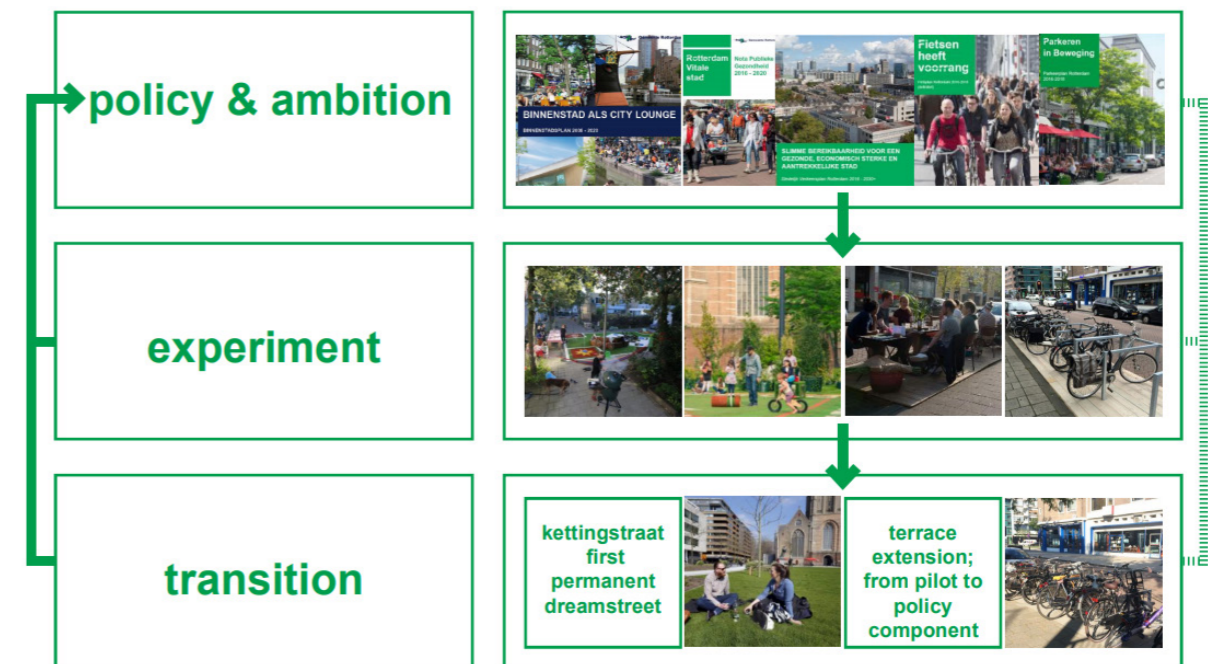 policy & ambition
BINNENSTAD ALS CITY LOUNGE
BINNENSTADSPLAN
Rotterdam
Vitale
stad
Nota Publieke
Gezondheid
2016 - 2020
SLIMME BEREIKBAARHEID VOOR EEN
GEZONDE, ECONOMISCH STERKE EN
AANTREKKELIJKE STAD
Fietsen
heeft
voorrang
Parkeren
in Beweging
experiment
transition
kettingstraat
first
permanent
dreamstreet
terrace
extension;
from pilot to
policy
component